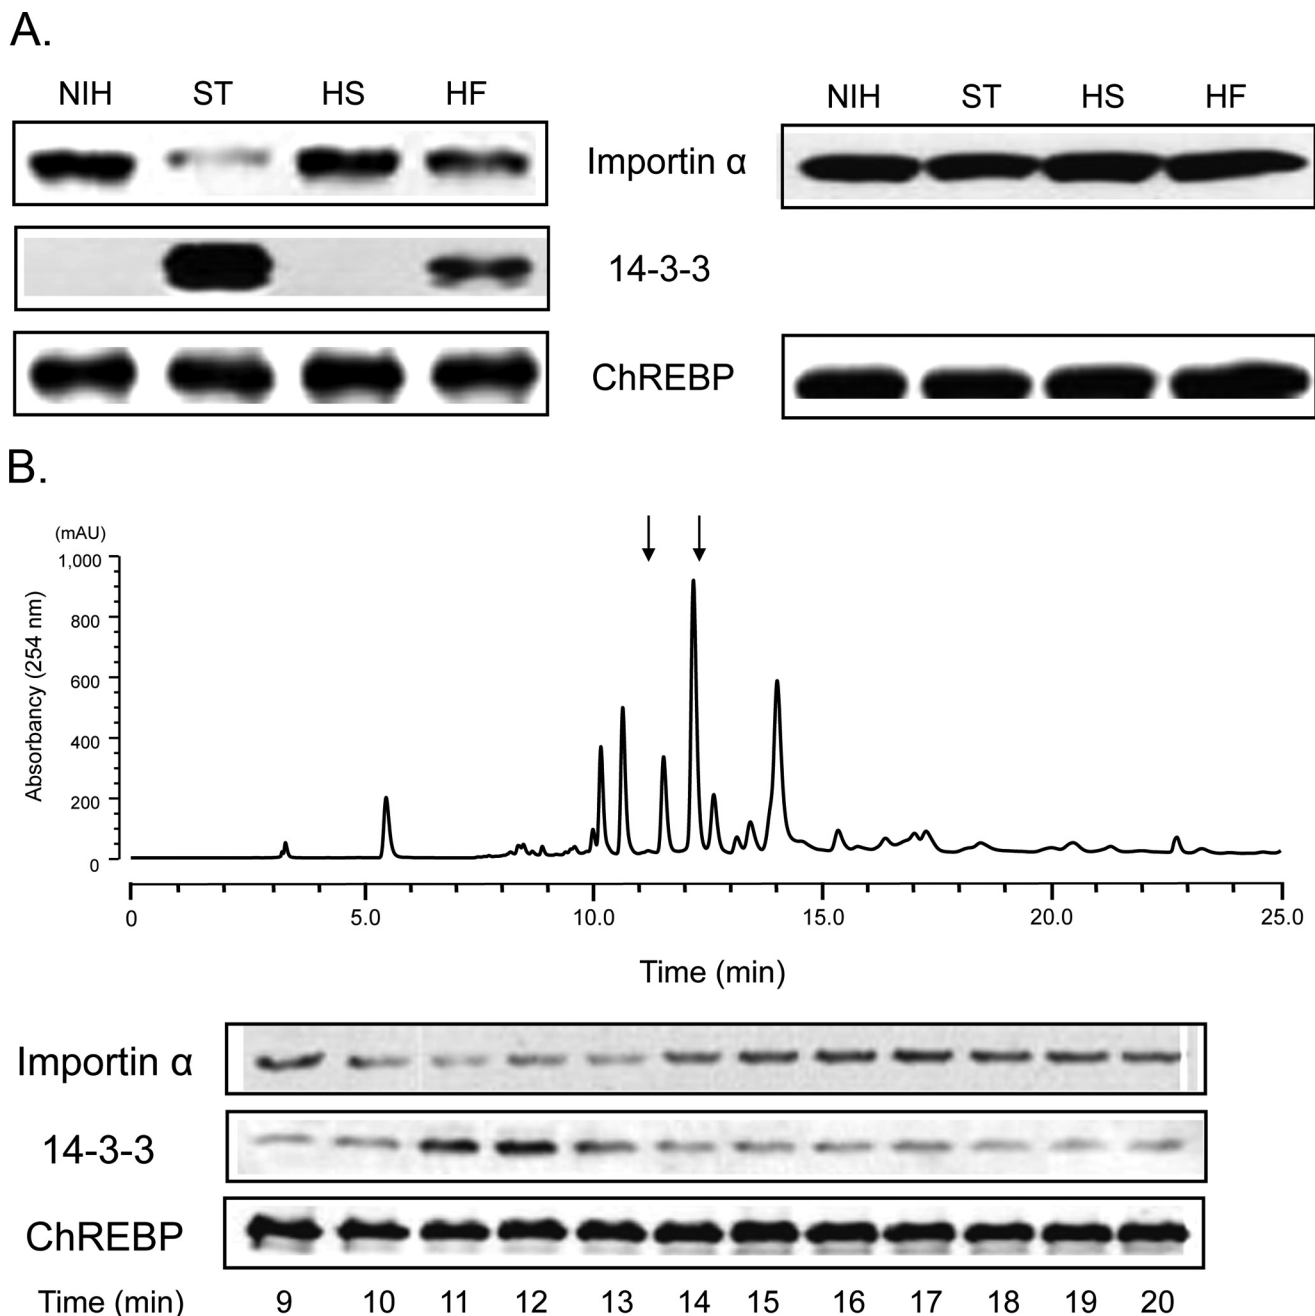 A.
NIH ST HS HF
NIH ST HS HF
Importin α
14-3-3
ChREBP
B.
(mAU)
1,000
800
600
400
200
0
Absorbancy (254 nm)
0 5.0 10.0 15.0 20.0 25.0
Time (min)
Importin α
14-3-3
ChREBP
Time (min) 9 10 11 12 13 14 15 16 17 18 19 20